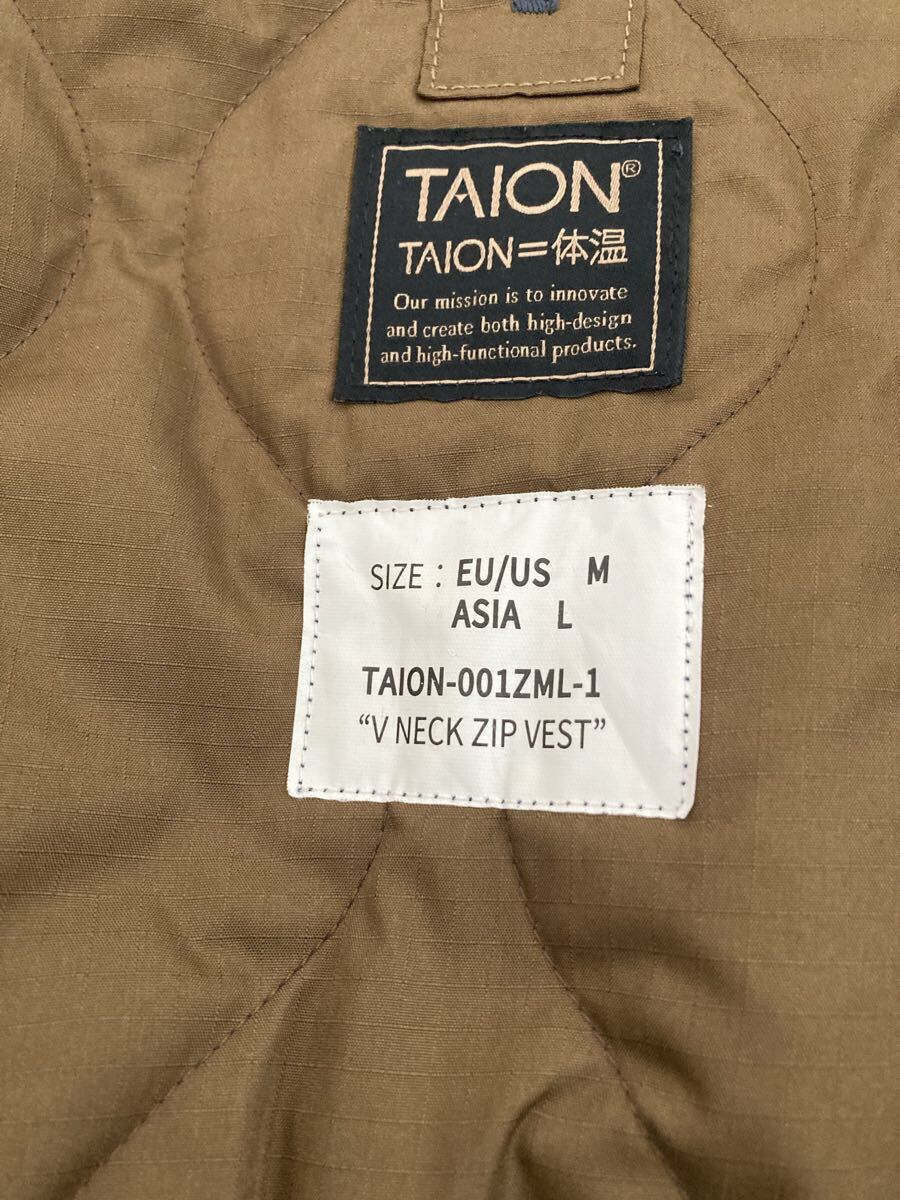 TAION®
TAION=体温
Our mission is to innovate
and create both high-design
and high-functional products.
SIZE : EU/US M
ASIA L
TAION-001ZML-1
“V NECK ZIP VEST”